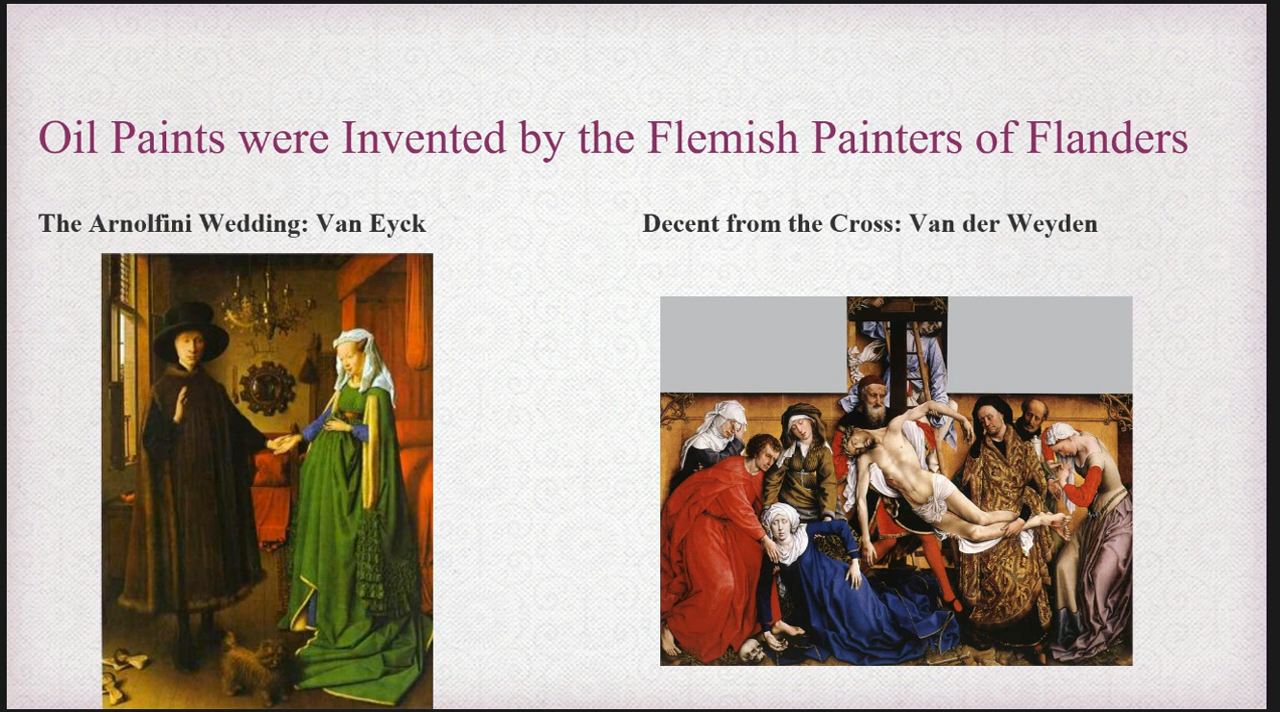 Oil Paints were Invented by the Flemish Painters of Flanders
The Arnolfini Wedding: Van Eyck
Decent from the Cross: Van der Weyden